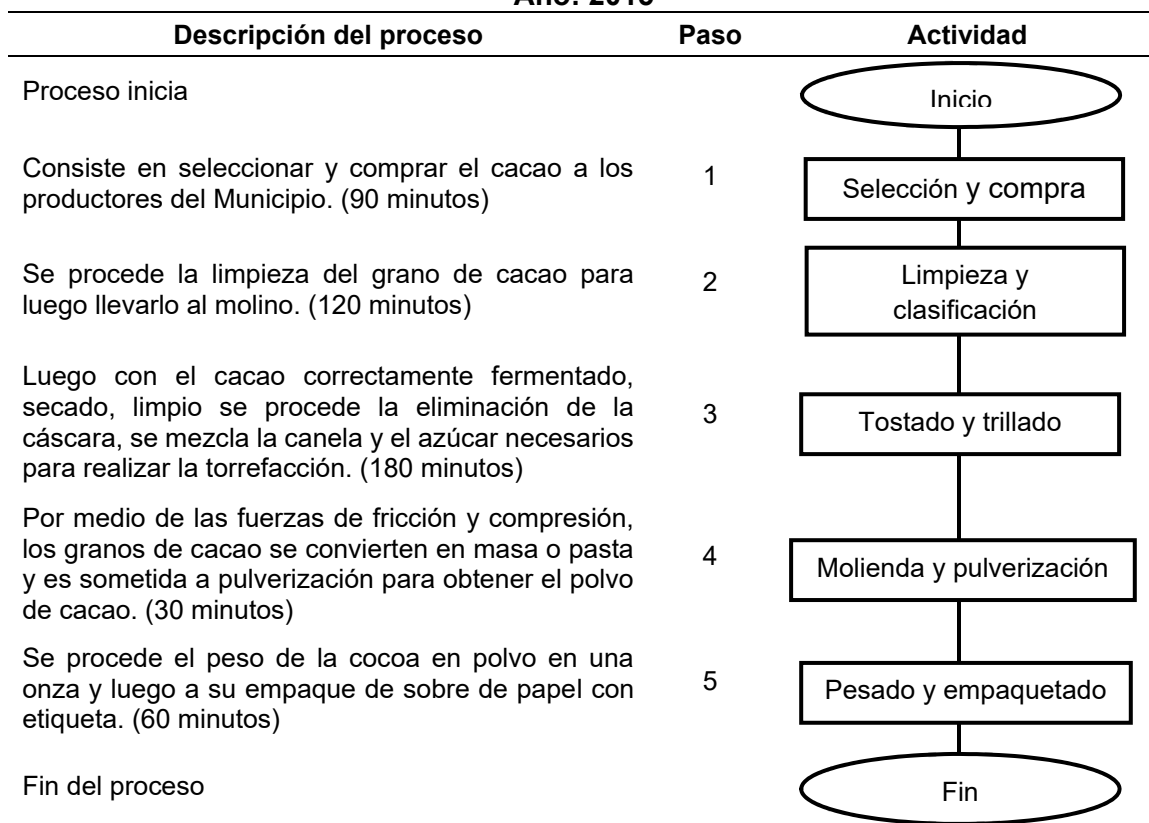 Año:
Descripción del proceso Paso Actividad
Proceso inicia
Inicio
Consiste en seleccionar y comprar el cacao a los
productores del Municipio. (90 minutos)
1
Selección y compra
Se procede la limpieza del grano de cacao para
luego llevarlo al molino. (120 minutos)
2
Limpieza y
clasificación
Luego con el cacao correctamente fermentado,
secado, limpio se procede la eliminación de la
cáscara, se mezcla la canela y el azúcar necesarios
para realizar la torrefacción. (180 minutos)
3
Tostado y trillado
Por medio de las fuerzas de fricción y compresión,
los granos de cacao se convierten en masa o pasta
y es sometida a pulverización para obtener el polvo
de cacao. (30 minutos)
4
Molienda y pulverización
Se procede el peso de la cocoa en polvo en una
onza y luego a su empaque de sobre de papel con
etiqueta. (60 minutos)
5
Pesado y empaquetado
Fin del proceso
Fin